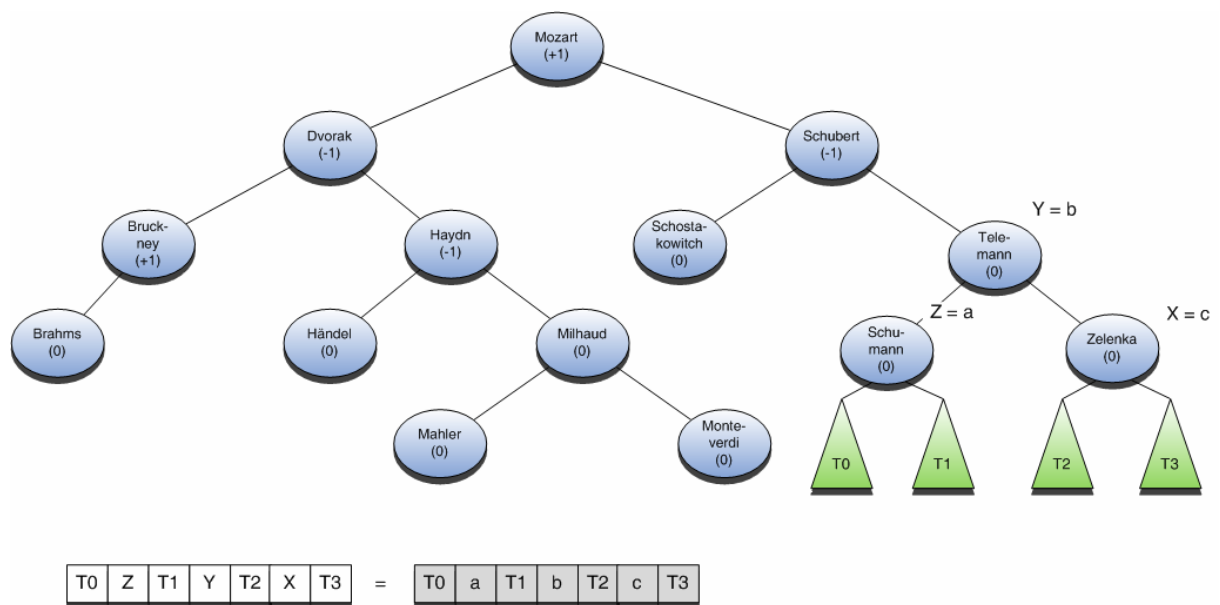 Mozart
(+1)
Dvorak
(-1)
Schubert
(-1)
Y = b
Bruck-
ney
(+1)
Haydn
(-1)
Schosta-
kowitch
(0)
Tele-
mann
(0)
Z = a
X = c
Brahms
(0)
Händel
(0)
Milhaud
(0)
Schu-
mann
(0)
Zelenka
(0)
Mahler
(0)
Monte-
verdi
(0)
T0 T1 T2 T3
T0 Z T1 Y T2 X T3 = T0 a T1 b T2 c T3